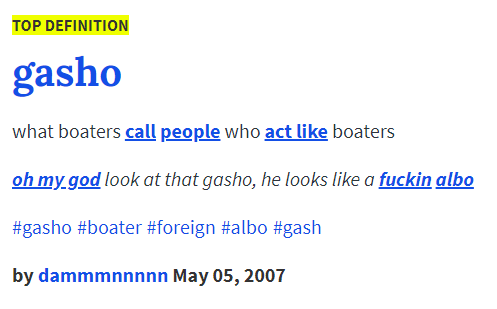 TOP DEFINITION
gasho
what boaters call people who act like boaters
oh my god look at that gasho, he looks like a fuckin albo
#gasho #boater #foreign #albo #gash
by dammmnnnnn May 05, 2007